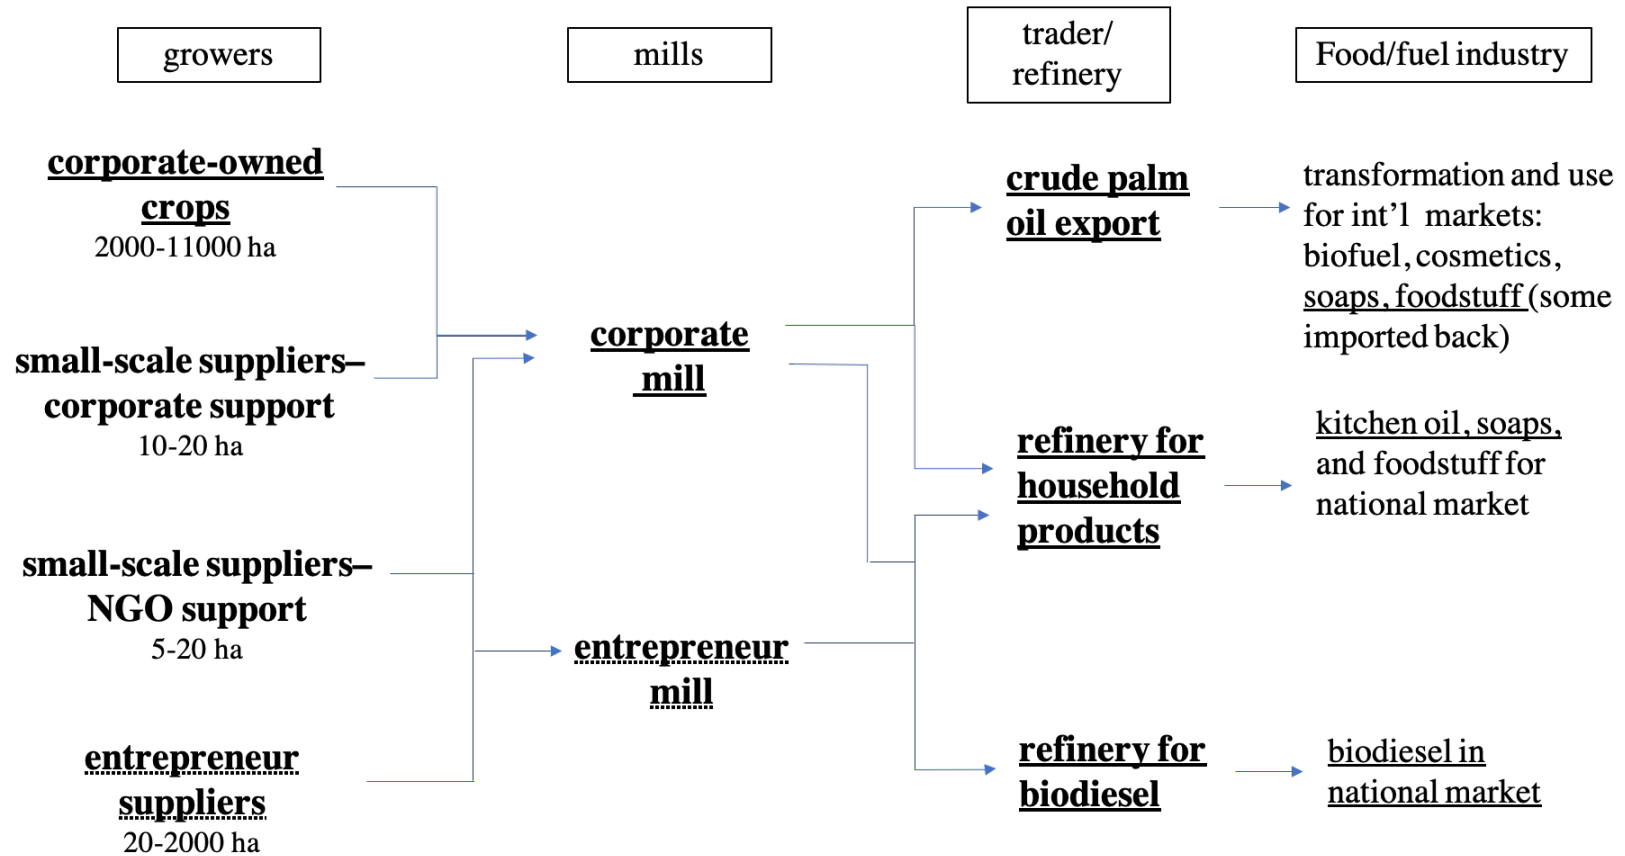 growers
mills
trader/
refinery
Food/fuel industry
corporate-owned
crops
2000-11000 ha
small-scale suppliers–
corporate support
10-20 ha
small-scale suppliers–
NGO support
5-20 ha
entrepreneur
suppliers
20-2000 ha
corporate
mill
entrepreneur
mill
crude palm
oil export
refinery for
household
products
refinery for
biodiesel
transformation and use
for int’l markets:
biofuel, cosmetics,
soaps, foodstuff (some
imported back)
kitchen oil, soaps,
and foodstuff for
national market
biodiesel in
national market